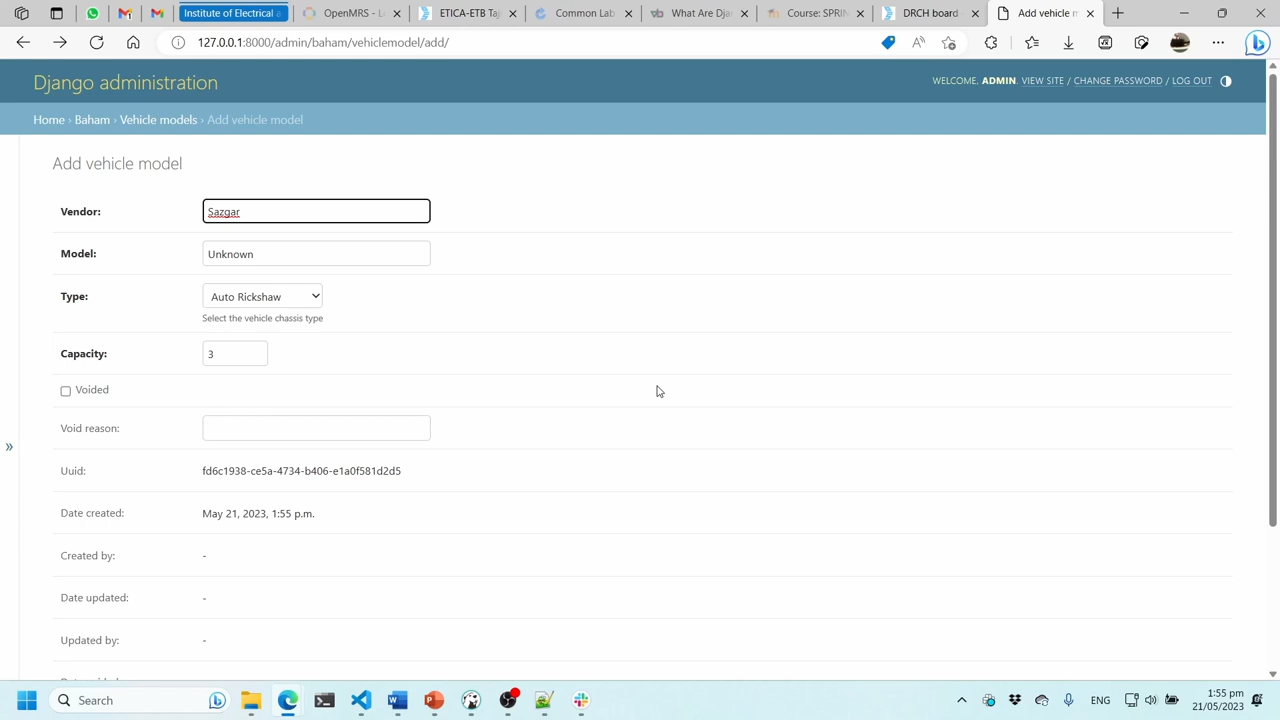 Institute of Electrical a
OpenMRS - L
ETICA-ETB Taj
Common Lab
What Are Djan
Course: SPRIN
DRCH board
Add vehicle m
127.0.0.1:8000/admin/baham/vehiclemodel/add/
Django administration
WELCOME, ADMIN. VIEW SITE / CHANGE PASSWORD / LOG OUT
Home › Baham › Vehicle models › Add vehicle model
Add vehicle model
Vendor: Sazgar
Model: Unknown
Type: Auto Rickshaw
Select the vehicle chassis type
Capacity: 3
Voided
Void reason:
»
Uuid: fd6c1938-ce5a-4734-b406-e1a0f581d2d5
Date created: May 21, 2023, 1:55 p.m.
Created by: -
Date updated: -
Updated by: -
Search
ENG
1:55 pm
21/05/2023